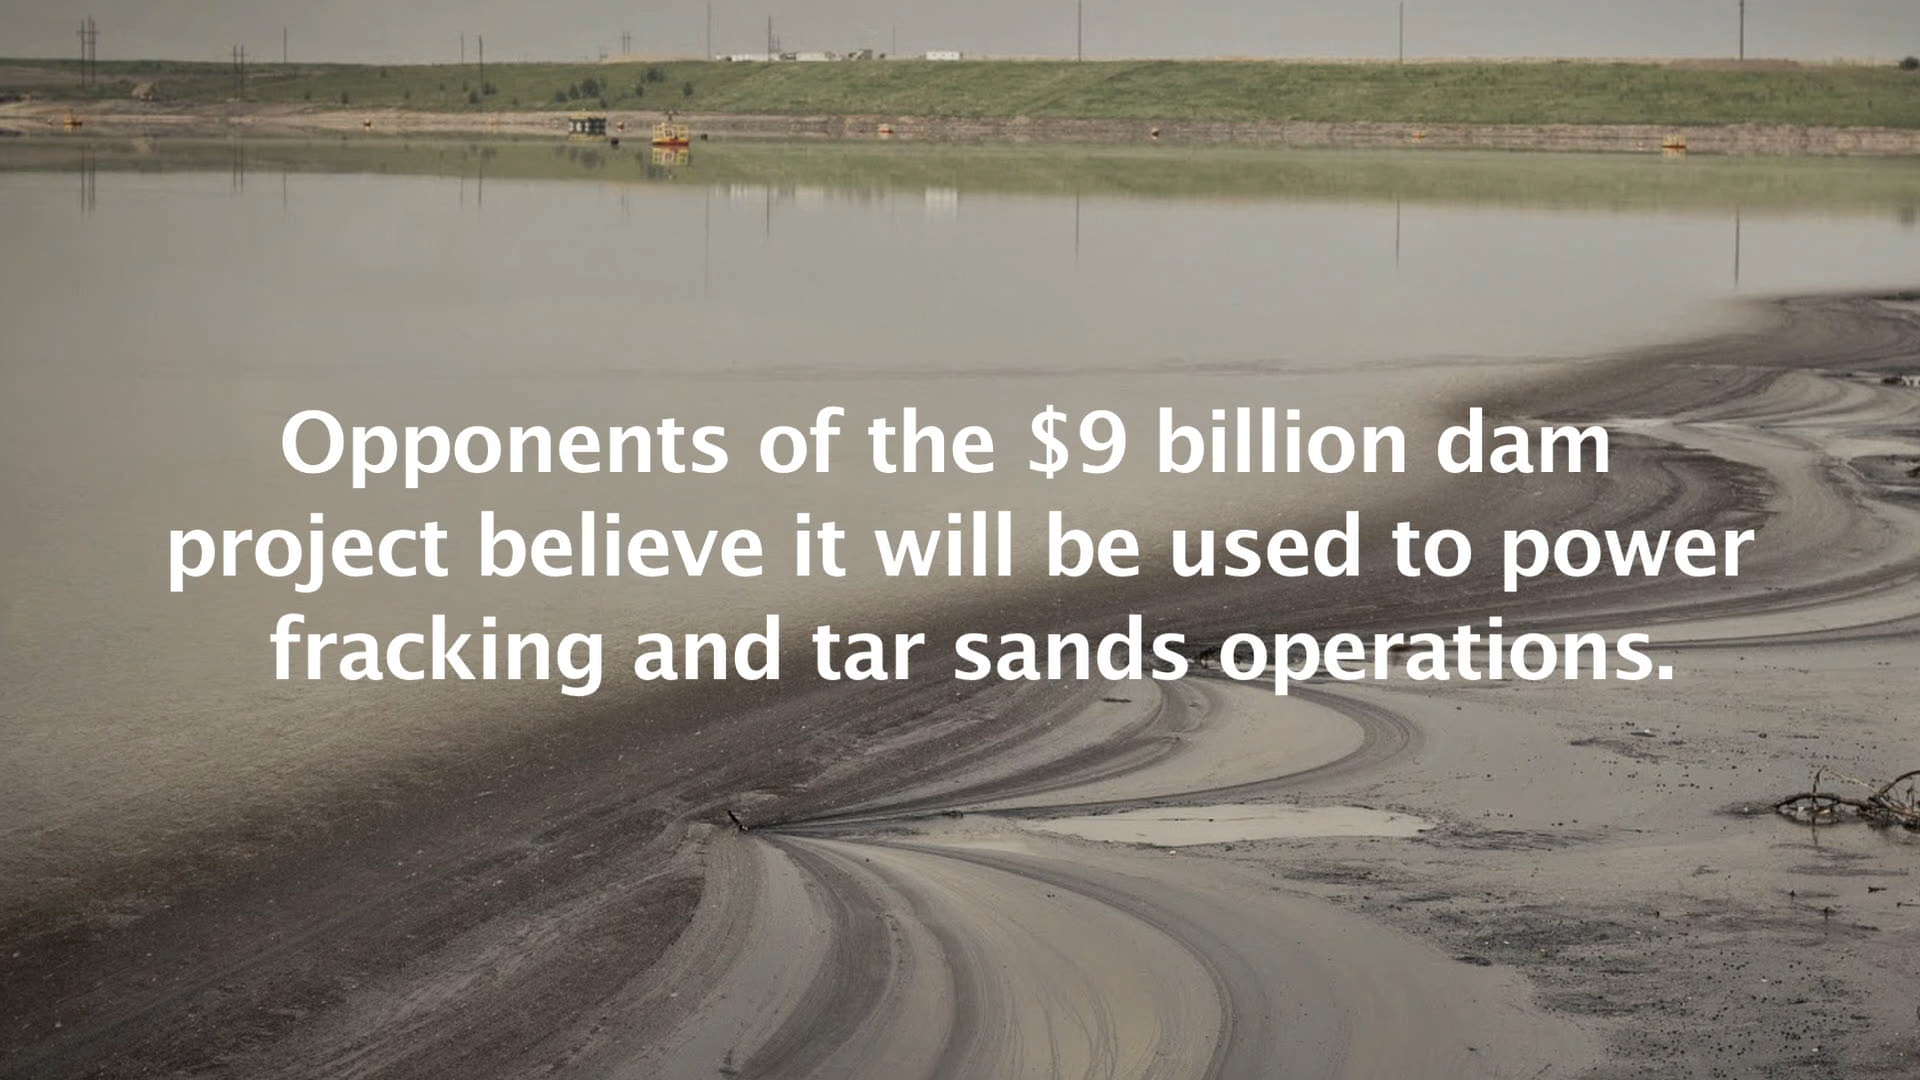 Opponents of the $9 billion dam
project believe it will be used to power
fracking and tar sands operations.